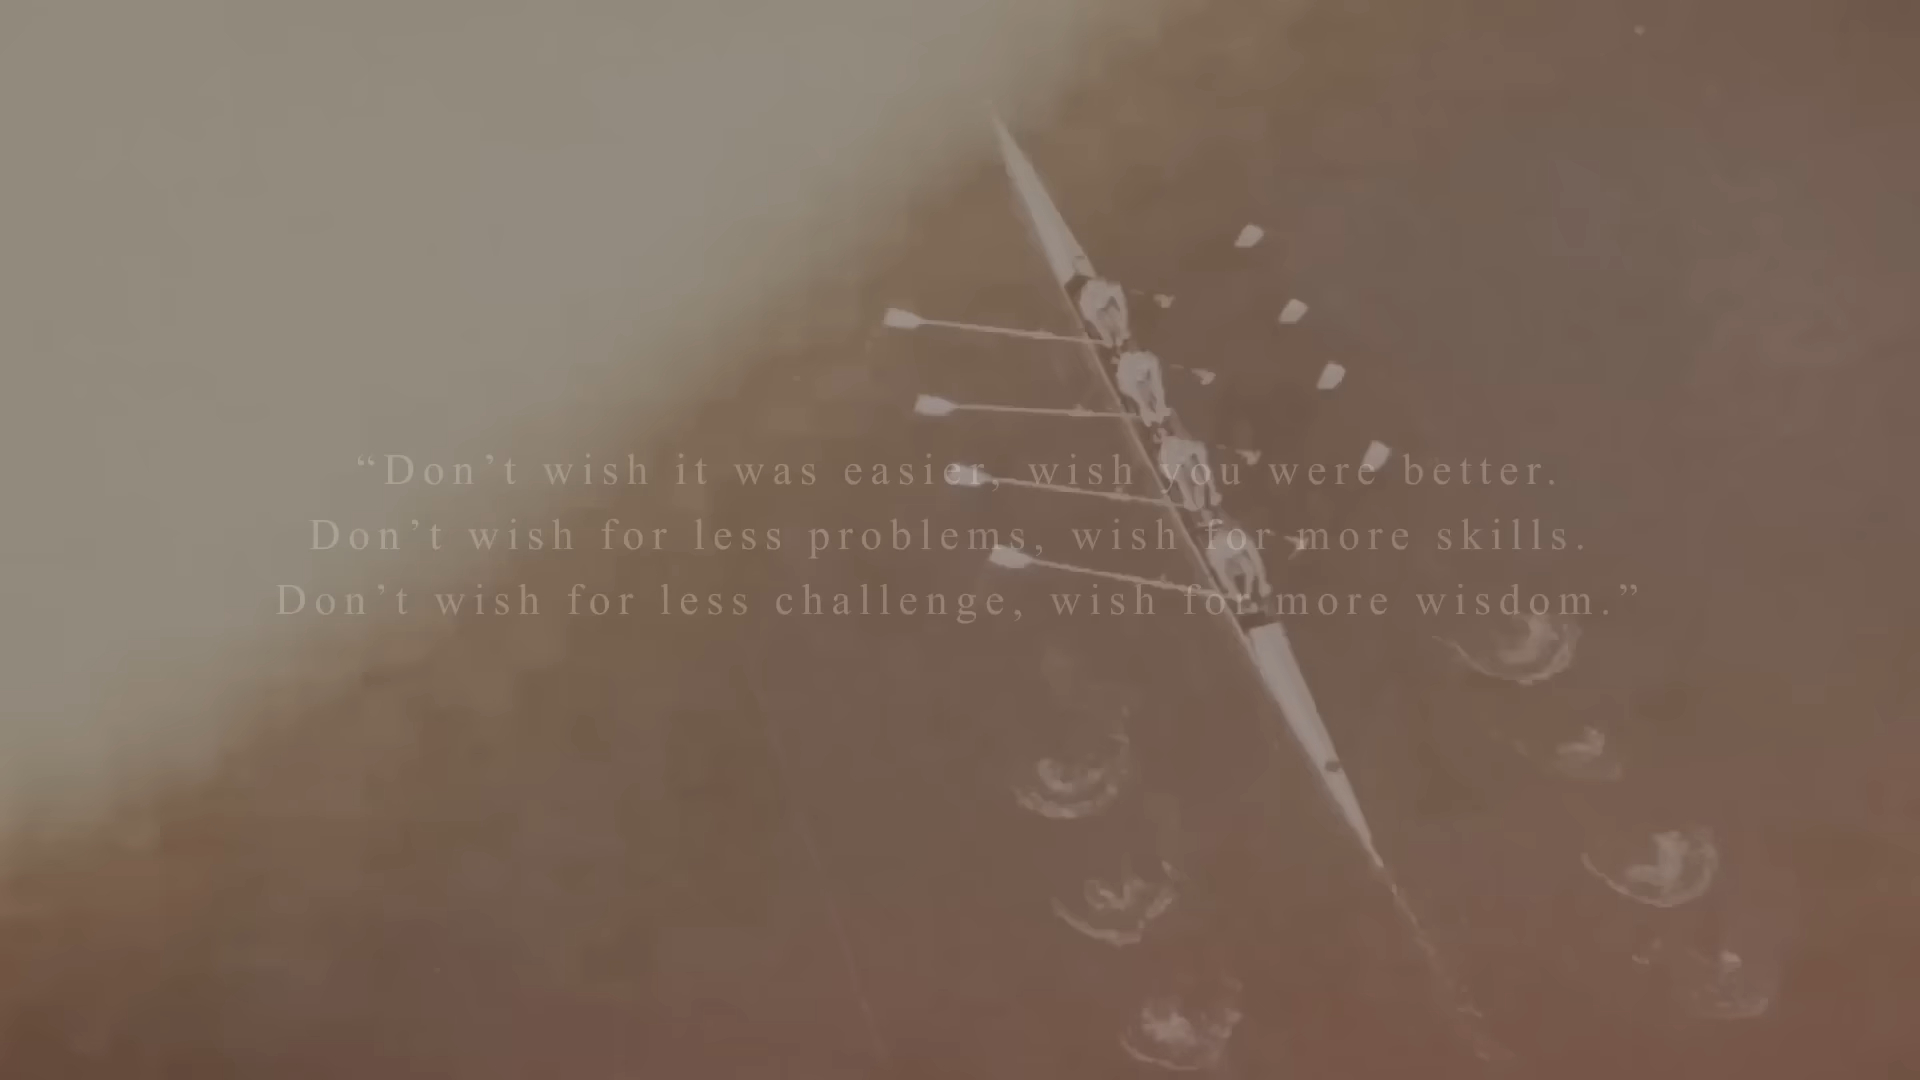 “Don’t wish it was easier, wish you were better.
Don’t wish for less problems, wish for more skills.
Don’t wish for less challenge, wish for more wisdom.”